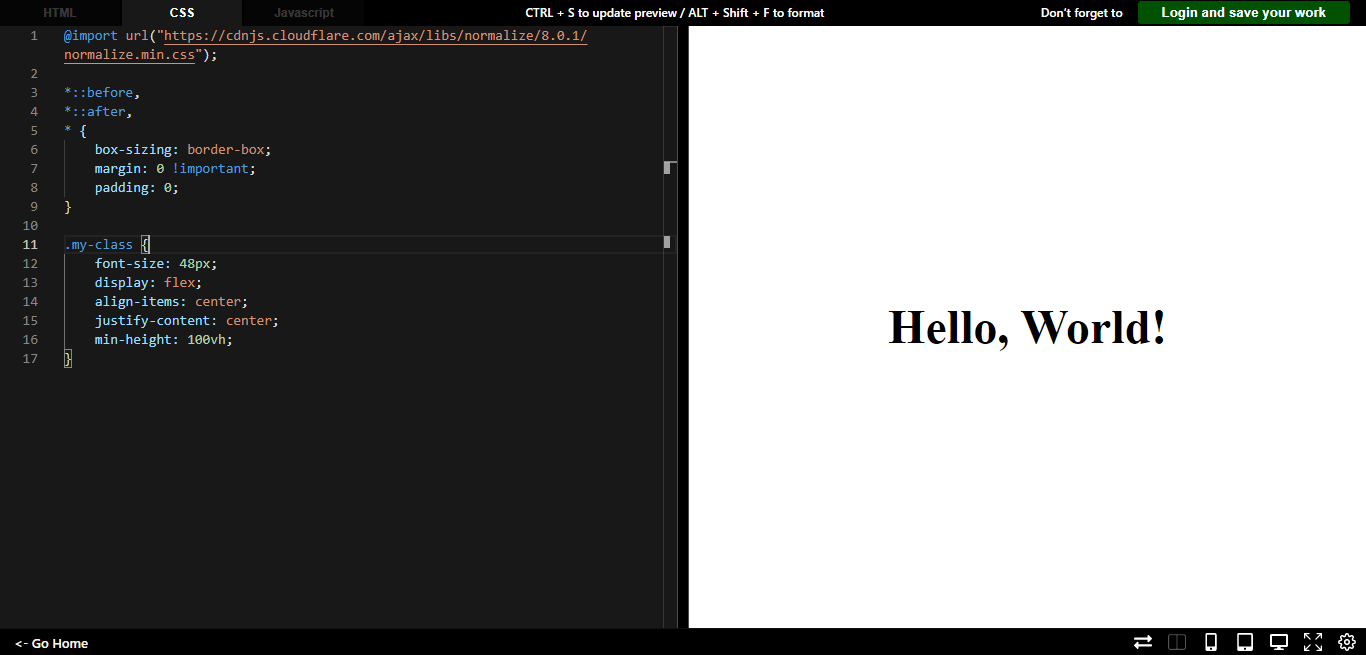 HTML CSS Javascript CTRL + S to update preview / ALT + Shift + F to format Don't forget to Login and save your work
1 @import url("https://cdnjs.cloudflare.com/ajax/libs/normalize/8.0.1/
normalize.min.css");
2
3 *::before,
4 *::after,
5 * {
6 box-sizing: border-box;
7 margin: 0 !important;
8 padding: 0;
9 }
10
11 .my-class {
12 font-size: 48px;
13 display: flex;
14 align-items: center;
15 justify-content: center;
16 min-height: 100vh;
17 }
Hello, World!
<- Go Home